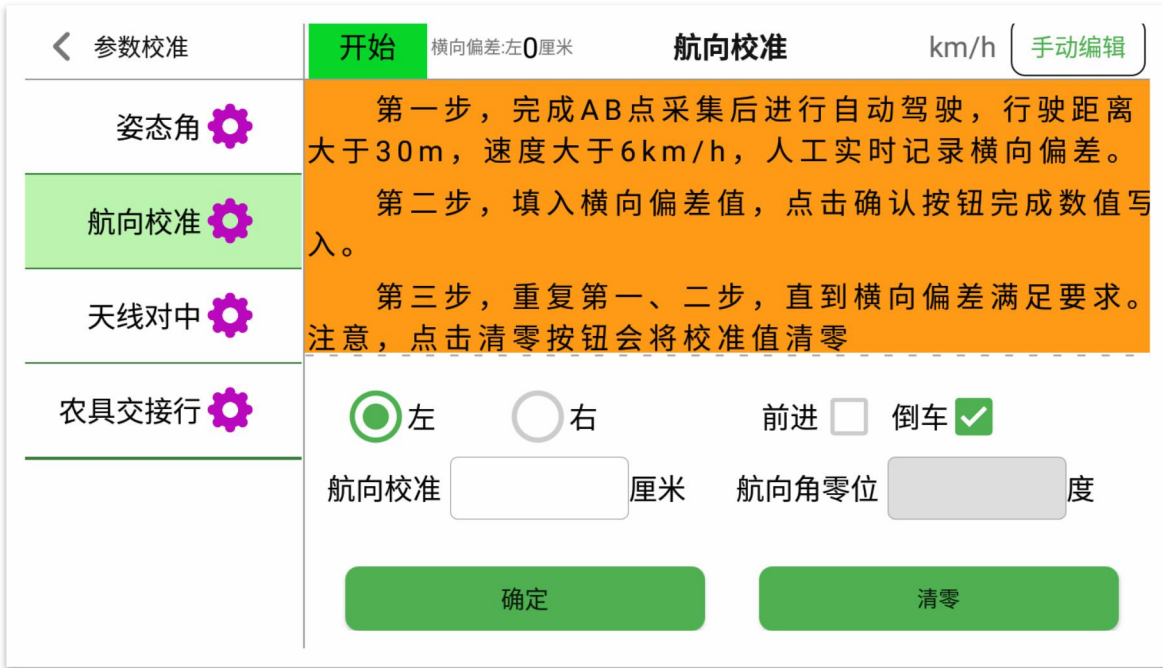 参数校准
开始 横向偏差:左0厘米 航向校准 km/h 手动编辑
姿态角
航向校准
天线对中
农具交接行
第一步，完成AB点采集后进行自动驾驶，行驶距离
大于30m，速度大于6km/h，人工实时记录横向偏差。
第二步，填入横向偏差值，点击确认按钮完成数值写
入。
第三步，重复第一、二步，直到横向偏差满足要求。
注意，点击清零按钮会将校准值清零
左 右 前进 倒车
航向校准 厘米 航向角零位 度
确定 清零